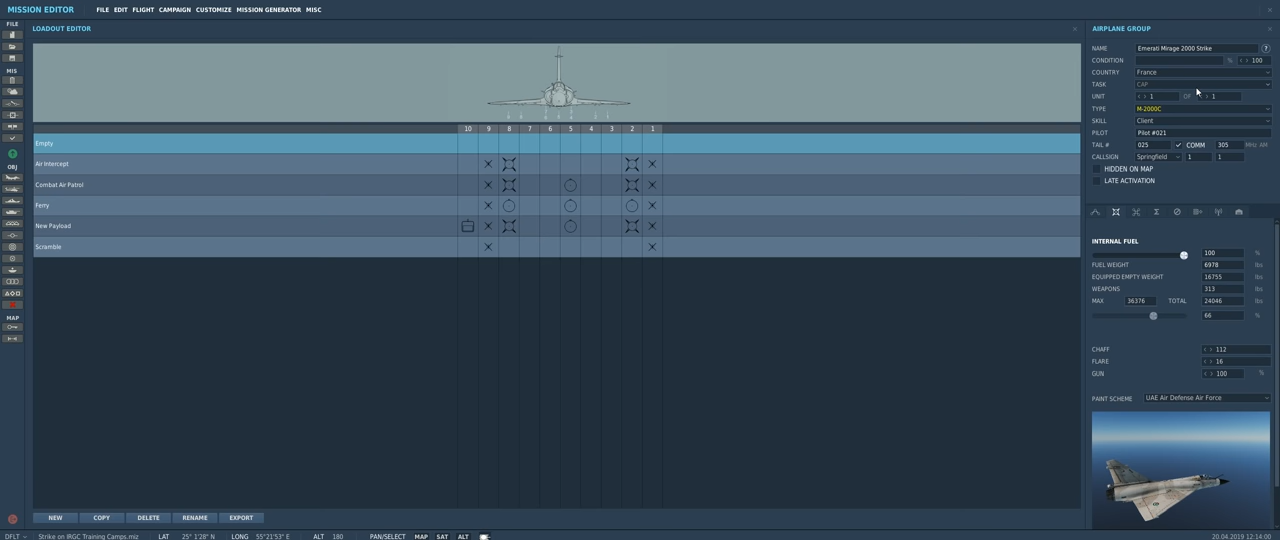 MISSION EDITOR FILE EDIT FLIGHT CAMPAIGN CUSTOMIZE MISSION GENERATOR MISC
FILE
MIS
OBJ
MAP
LOADOUT EDITOR
10 9 8 7 6 5 4 3 2 1
Empty
Air Intercept
Combat Air Patrol
Ferry
New Payload
Scramble
NEW COPY DELETE RENAME EXPORT
AIRPLANE GROUP
NAME Emerati Mirage 2000 Strike ?
CONDITION % < > 100
COUNTRY France
TASK CAP
UNIT < > 1 OF > 1
TYPE M-2000C
SKILL Client
PILOT Pilot #021
TAIL # 025 COMM 305 MHz AM
CALLSIGN Springfield 1 1
HIDDEN ON MAP
LATE ACTIVATION
INTERNAL FUEL
100 %
FUEL WEIGHT 6978 lbs
EQUIPPED EMPTY WEIGHT 16755 lbs
WEAPONS 313 lbs
MAX 36376 TOTAL 24046 lbs
66 %
CHAFF < > 112
FLARE < > 16
GUN < > 100 %
PAINT SCHEME UAE Air Defense Air Force
DFLT Strike on IRGC Training Camps.miz LAT 25° 1'28" N LONG 55°21'53" E ALT 180 PAN/SELECT MAP SAT ALT 20.04.2019 12:14:00